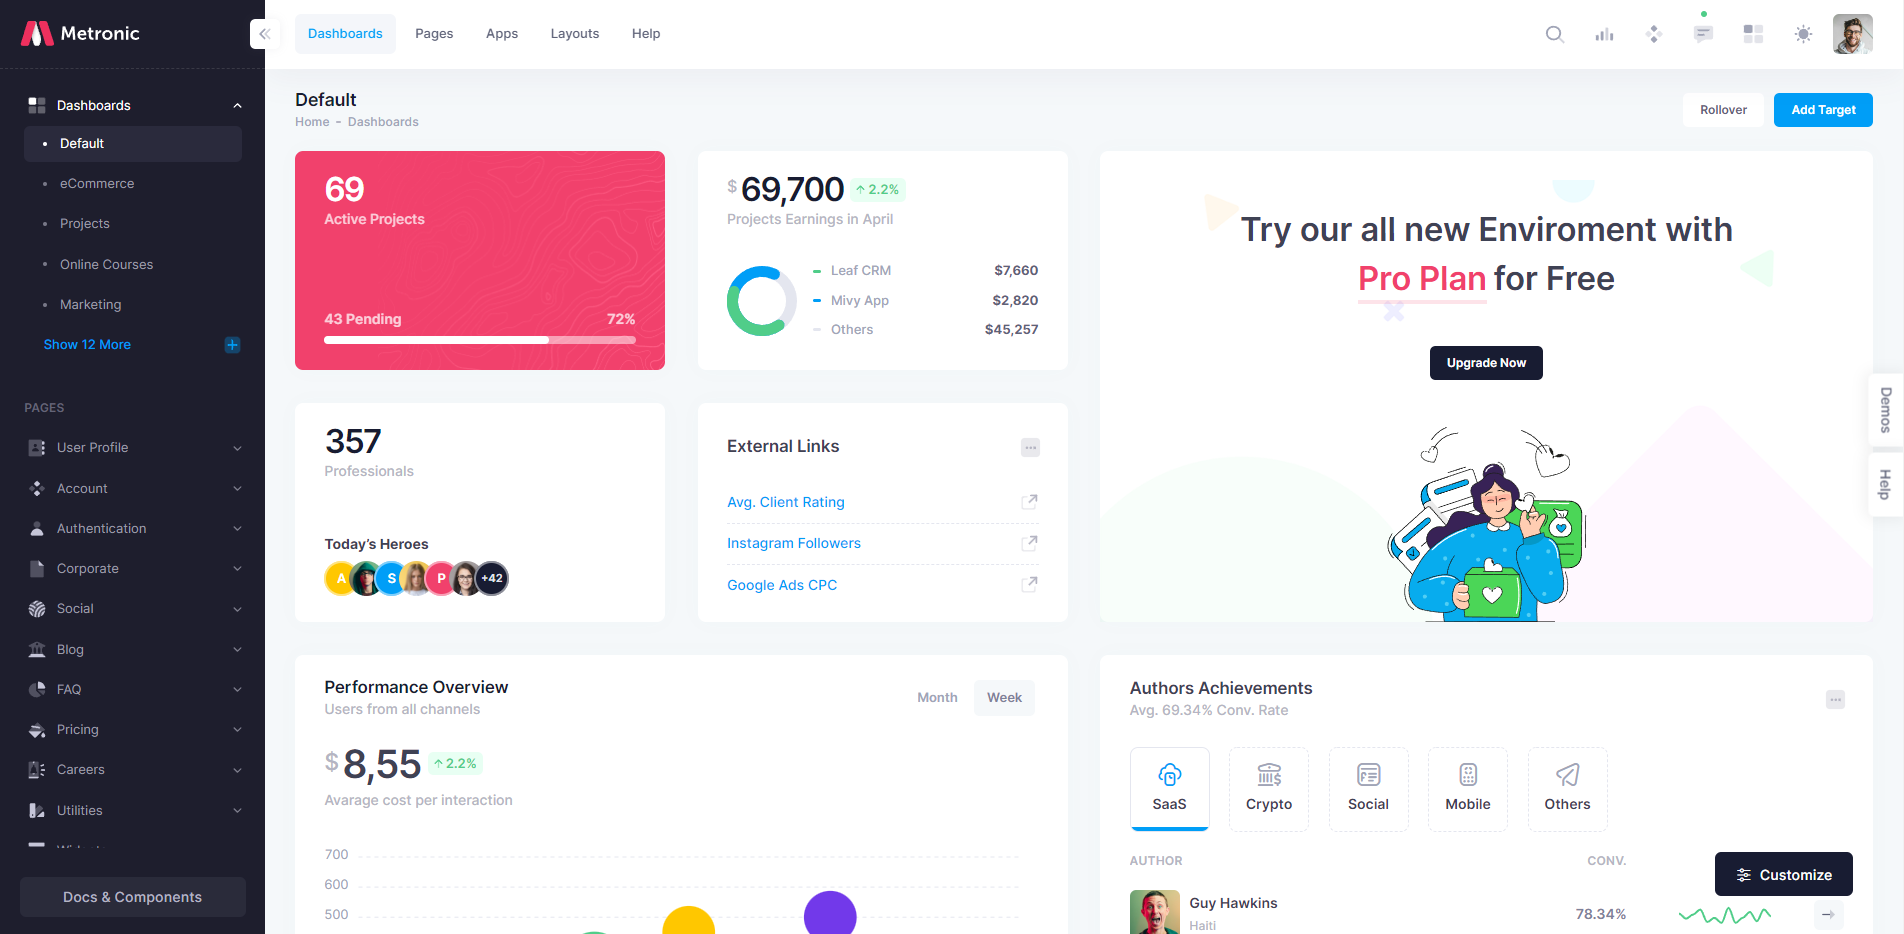 Metronic
Dashboards
Pages
Apps
Layouts
Help
Dashboards
Default
eCommerce
Projects
Online Courses
Marketing
Show 12 More
PAGES
User Profile
Account
Authentication
Corporate
Social
Blog
FAQ
Pricing
Careers
Utilities
Docs & Components
Default
Home - Dashboards
Rollover
Add Target
69
Active Projects
43 Pending
72%
$ 69,700 2.2%
Projects Earnings in April
Leaf CRM $7,660
Mivy App $2,820
Others $45,257
Try our all new Enviroment with
Pro Plan for Free
Upgrade Now
357
Professionals
Today's Heroes
A S P +42
External Links
Avg. Client Rating
Instagram Followers
Google Ads CPC
Demos
Help
Performance Overview
Users from all channels
Month
Week
$ 8,55 2.2%
Avarage cost per interaction
700
600
500
Authors Achievements
Avg. 69.34% Conv. Rate
SaaS
Crypto
Social
Mobile
Others
AUTHOR CONV.
Guy Hawkins
Haiti
78.34%
Customize